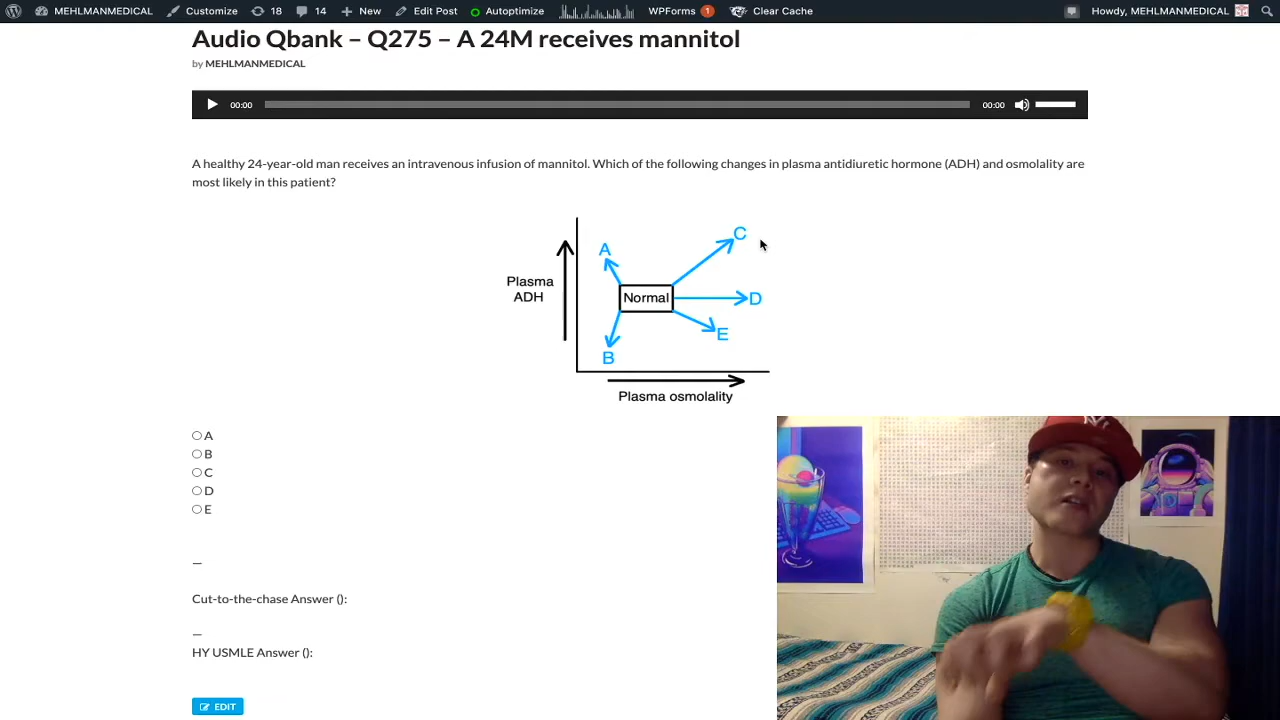 MEHLMANMEDICAL Customize 18 14 New Edit Post Autoptimize WPForms 1 Clear Cache Howdy, MEHLMANMEDICAL
Audio Qbank – Q275 – A 24M receives mannitol
by MEHLMANMEDICAL
00:00 00:00
A healthy 24-year-old man receives an intravenous infusion of mannitol. Which of the following changes in plasma antidiuretic hormone (ADH) and osmolality are
most likely in this patient?
C
A
Plasma
ADH
Normal
D
E
B
Plasma osmolality
A
B
C
D
E
—
Cut-to-the-chase Answer ():
—
HY USMLE Answer ():
EDIT